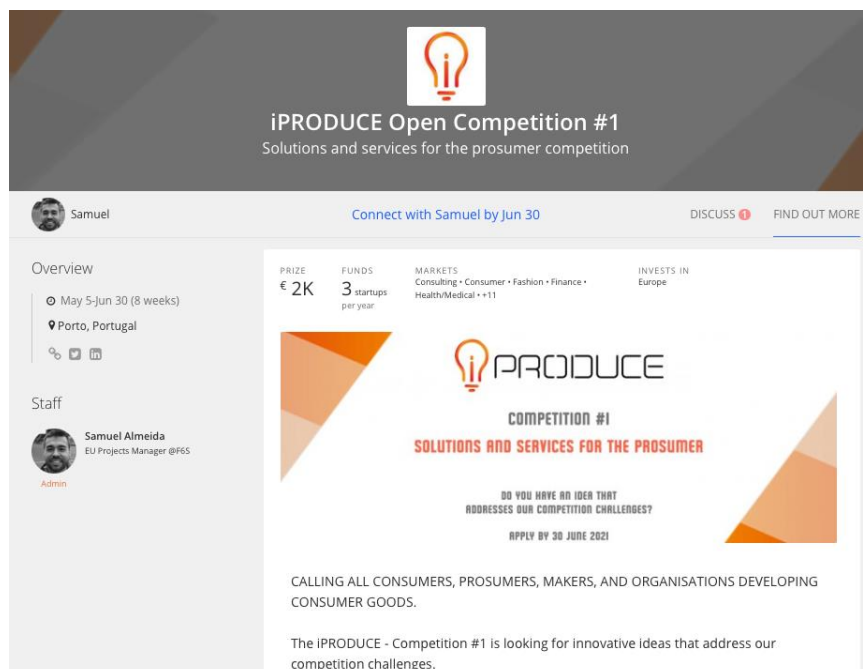 iPRODUCE Open Competition #1
Solutions and services for the prosumer competition
Samuel
Connect with Samuel by Jun 30
DISCUSS 1
FIND OUT MORE
Overview
May 5-Jun 30 (8 weeks)
Porto, Portugal
Staff
Samuel Almeida
EU Projects Manager @F6S
Admin
PRIZE
€ 2K
FUNDS
3 startups
per year
MARKETS
Consulting • Consumer • Fashion • Finance •
Health/Medical • +11
INVESTS IN
Europe
iPRODUCE
COMPETITION #1
SOLUTIONS AND SERVICES FOR THE PROSUMER
DO YOU HAVE AN IDEA THAT
ADDRESSES OUR COMPETITION CHALLENGES?
APPLY BY 30 JUNE 2021
CALLING ALL CONSUMERS, PROSUMERS, MAKERS, AND ORGANISATIONS DEVELOPING
CONSUMER GOODS.
The iPRODUCE - Competition #1 is looking for innovative ideas that address our
competition challenges.